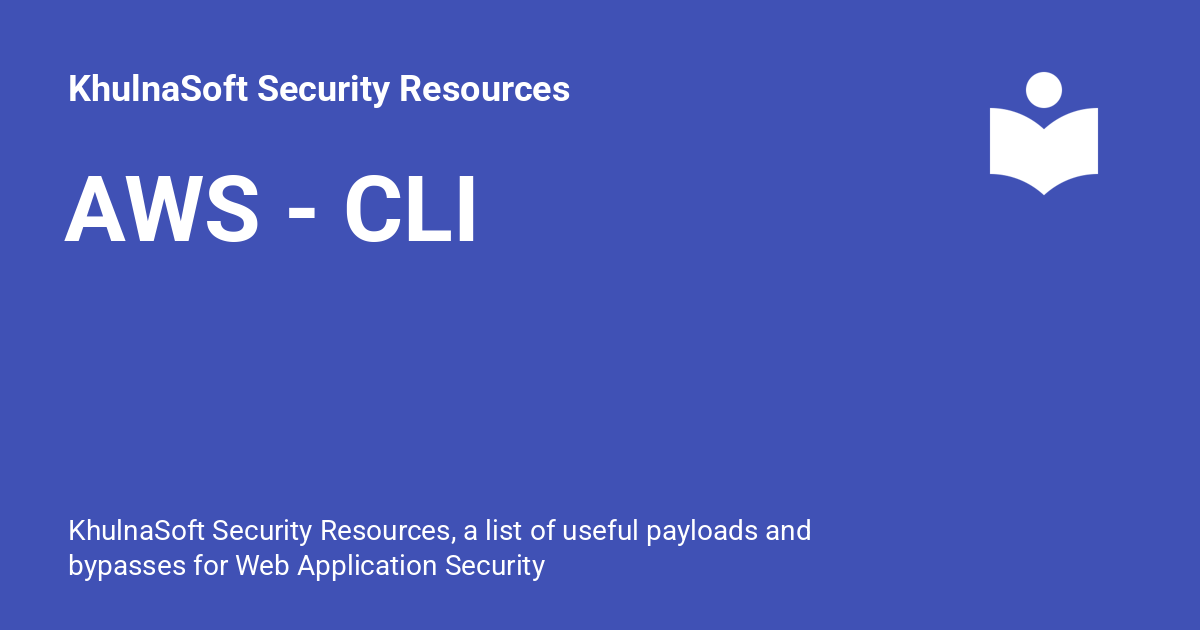 KhulnaSoft Security Resources
AWS - CLI
KhulnaSoft Security Resources, a list of useful payloads and
bypasses for Web Application Security